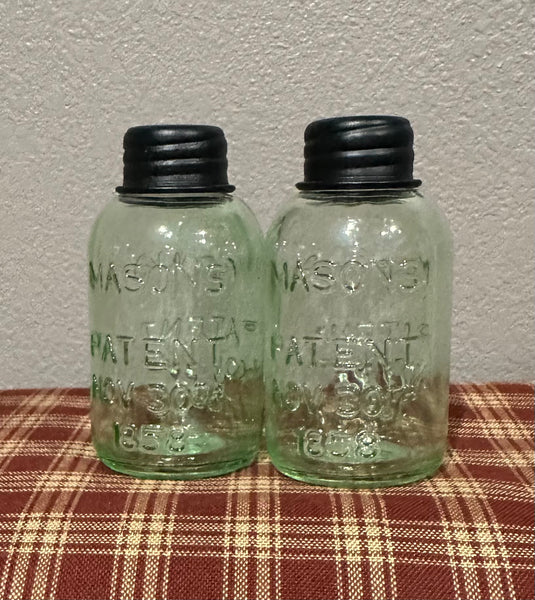 MASON'S
PATENT
NOV 30TH
1858
MASON'S
PATENT
NOV 30TH
1858